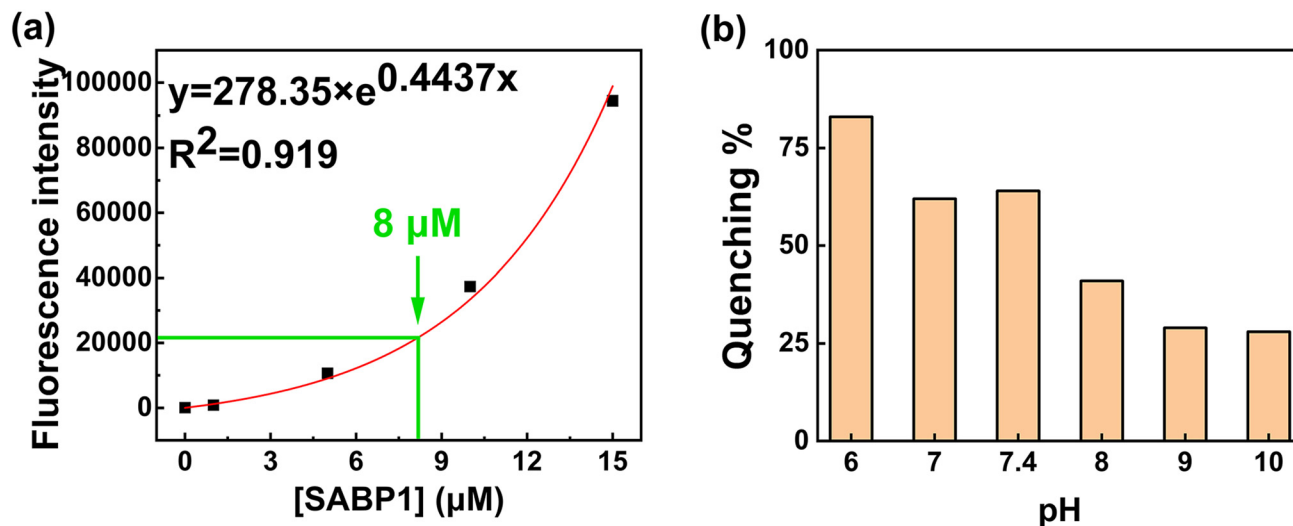 (a)
Fluorescence intensity
100000
80000
60000
40000
20000
0
y=278.35×e^0.4437x
R²=0.919
8 μM
0 3 6 9 12 15
[SABP1] (μM)
(b)
Quenching %
100
75
50
25
0
6 7 7.4 8 9 10
pH